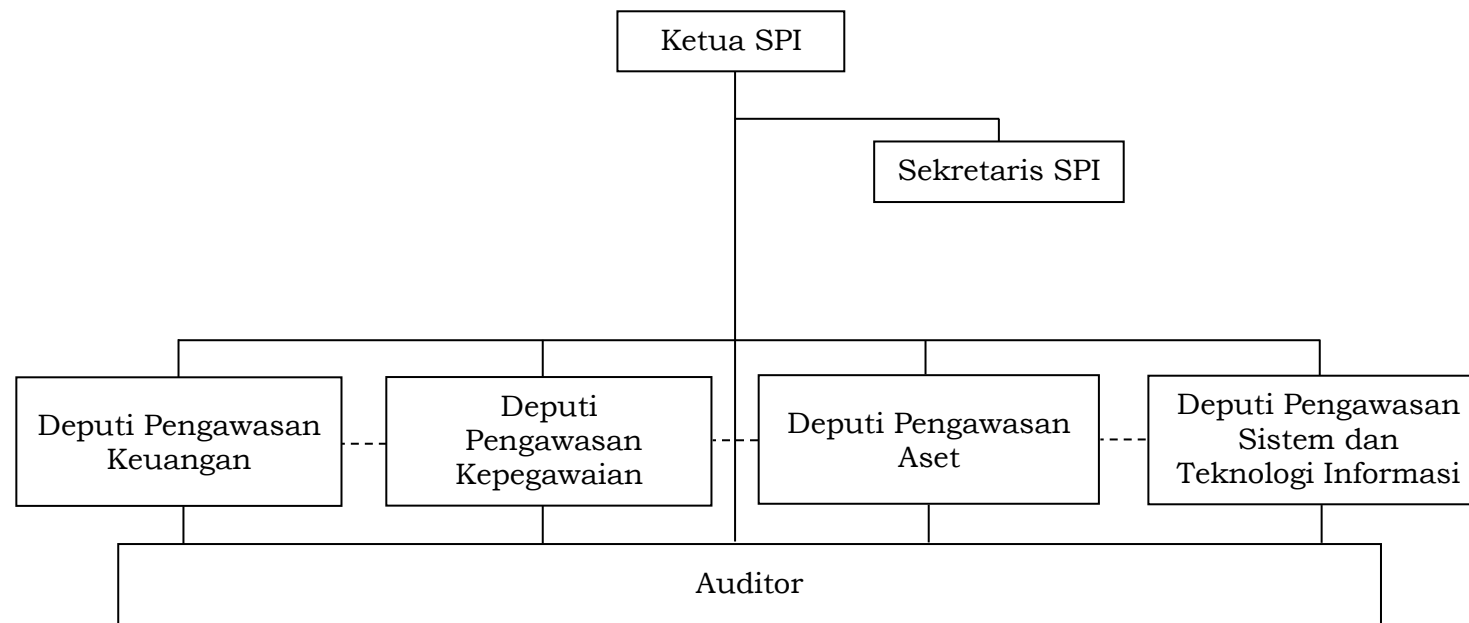 Ketua SPI
Sekretaris SPI
Deputi Pengawasan
Keuangan
Deputi
Pengawasan
Kepegawaian
Deputi Pengawasan
Aset
Deputi Pengawasan
Sistem dan
Teknologi Informasi
Auditor